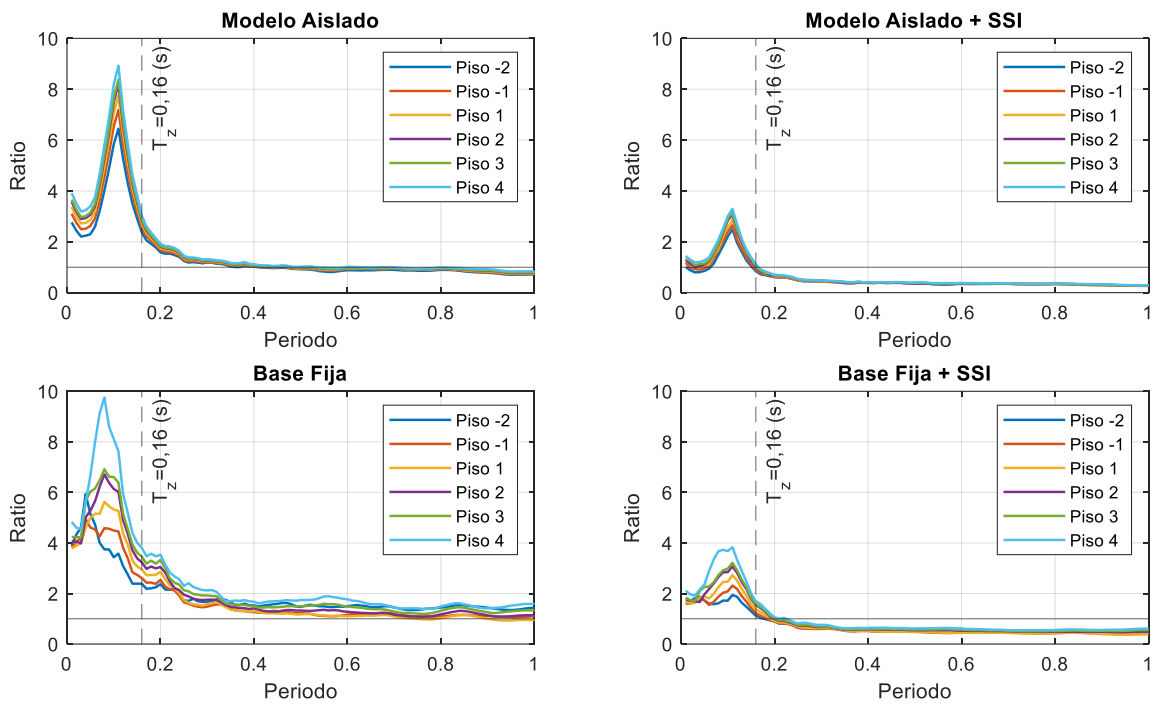 Modelo Aislado
10
8
6
4
2
0
Ratio
T_z=0,16 (s)
Piso -2
Piso -1
Piso 1
Piso 2
Piso 3
Piso 4
0 0.2 0.4 0.6 0.8 1
Periodo
Modelo Aislado + SSI
10
8
6
4
2
0
Ratio
T_z=0,16 (s)
Piso -2
Piso -1
Piso 1
Piso 2
Piso 3
Piso 4
0 0.2 0.4 0.6 0.8 1
Periodo
Base Fija
10
8
6
4
2
0
Ratio
T_z=0,16 (s)
Piso -2
Piso -1
Piso 1
Piso 2
Piso 3
Piso 4
0 0.2 0.4 0.6 0.8 1
Periodo
Base Fija + SSI
10
8
6
4
2
0
Ratio
T_z=0,16 (s)
Piso -2
Piso -1
Piso 1
Piso 2
Piso 3
Piso 4
0 0.2 0.4 0.6 0.8 1
Periodo